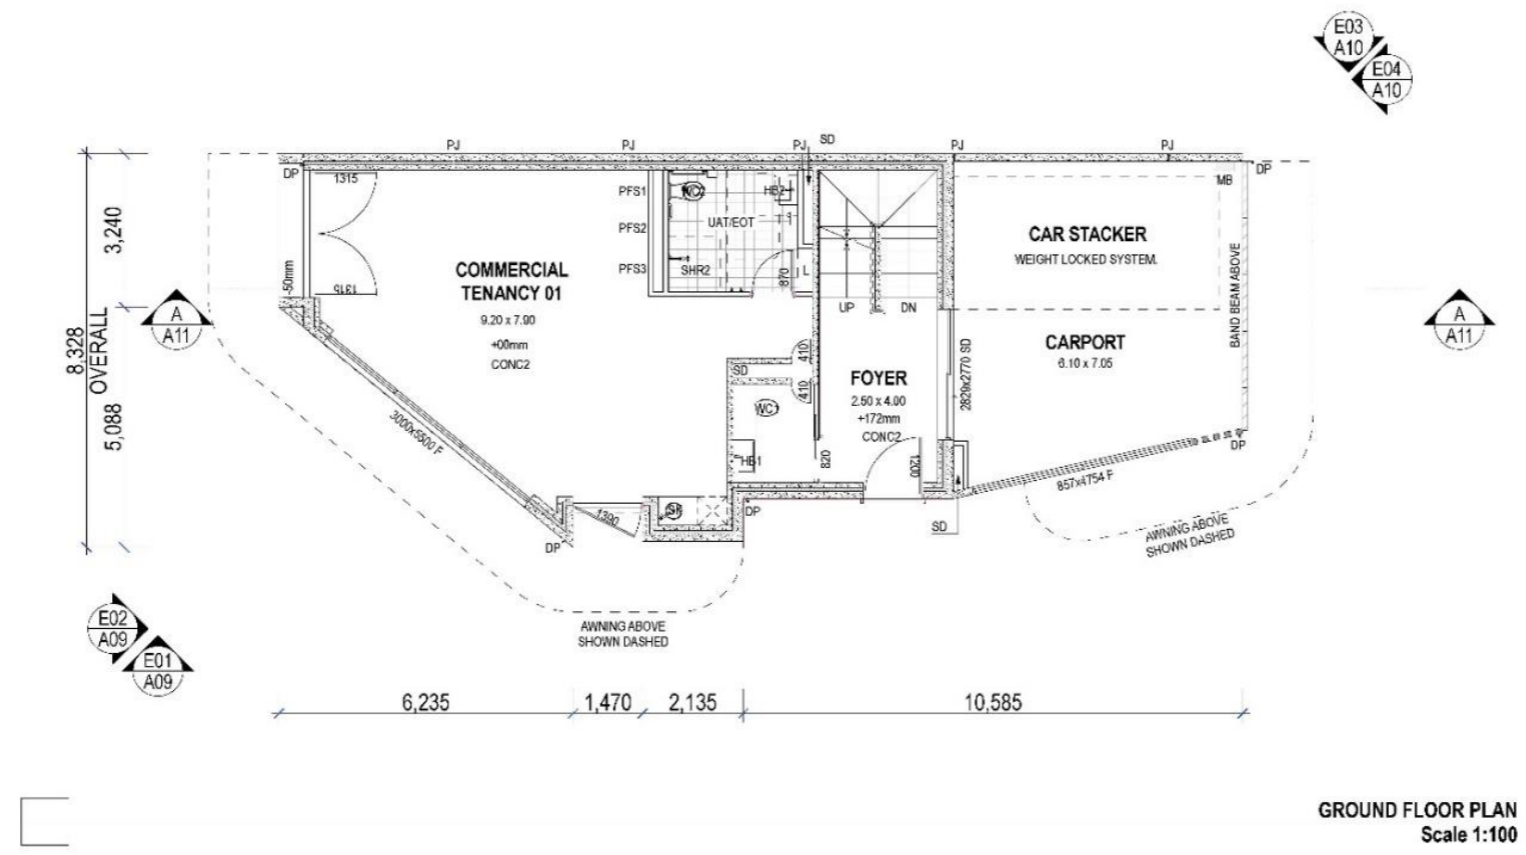 E03
A10
E04
A10
PJ
PJ
PJ
SD
PJ
PJ
DP
1315
PFS1
WC2
HB2
MB
DP
3,240
PFS2
UAT/EOT
CAR STACKER
WEIGHT LOCKED SYSTEM.
-50mm
COMMERCIAL
TENANCY 01
9.20 x 7.90
+00mm
CONC2
PFS3
SHR2
870
L
1315
UP
DN
BAND BEAM ABOVE
A
A11
A
A11
8,328
OVERALL
CARPORT
6.10 x 7.05
2829x2770 SD
410
SD
410
FOYER
2.50 x 4.00
+172mm
CONC2
WC1
5,088
3000x5500 F
HB1
820
1200
DP
857x4754 F
1390
SK
DP
SD
DP
AWNING ABOVE
SHOWN DASHED
E02
A09
E01
A09
AWNING ABOVE
SHOWN DASHED
6,235
1,470
2,135
10,585
GROUND FLOOR PLAN
Scale 1:100